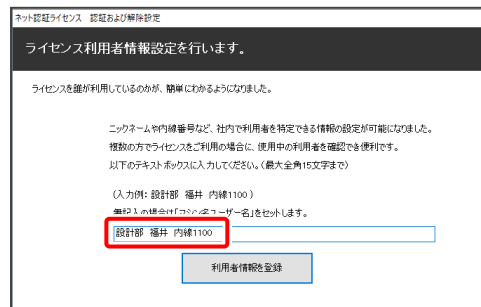 ネット認証ライセンス 認証および解除設定
ライセンス利用者情報設定を行います。
ライセンスを誰が利用しているのかが、簡単にわかるようになりました。
ニックネームや内線番号など、社内で利用者を特定できる情報の設定が可能になりました。
複数の方でライセンスをご利用の場合に、使用中の利用者を確認でき便利です。
以下のテキストボックスに入力してください。(最大全角15文字まで)
(入力例: 設計部 福井 内線1100)
無記入の場合は「マシン名ユーザー名」をセットします。
設計部 福井 内線1100
利用者情報を登録